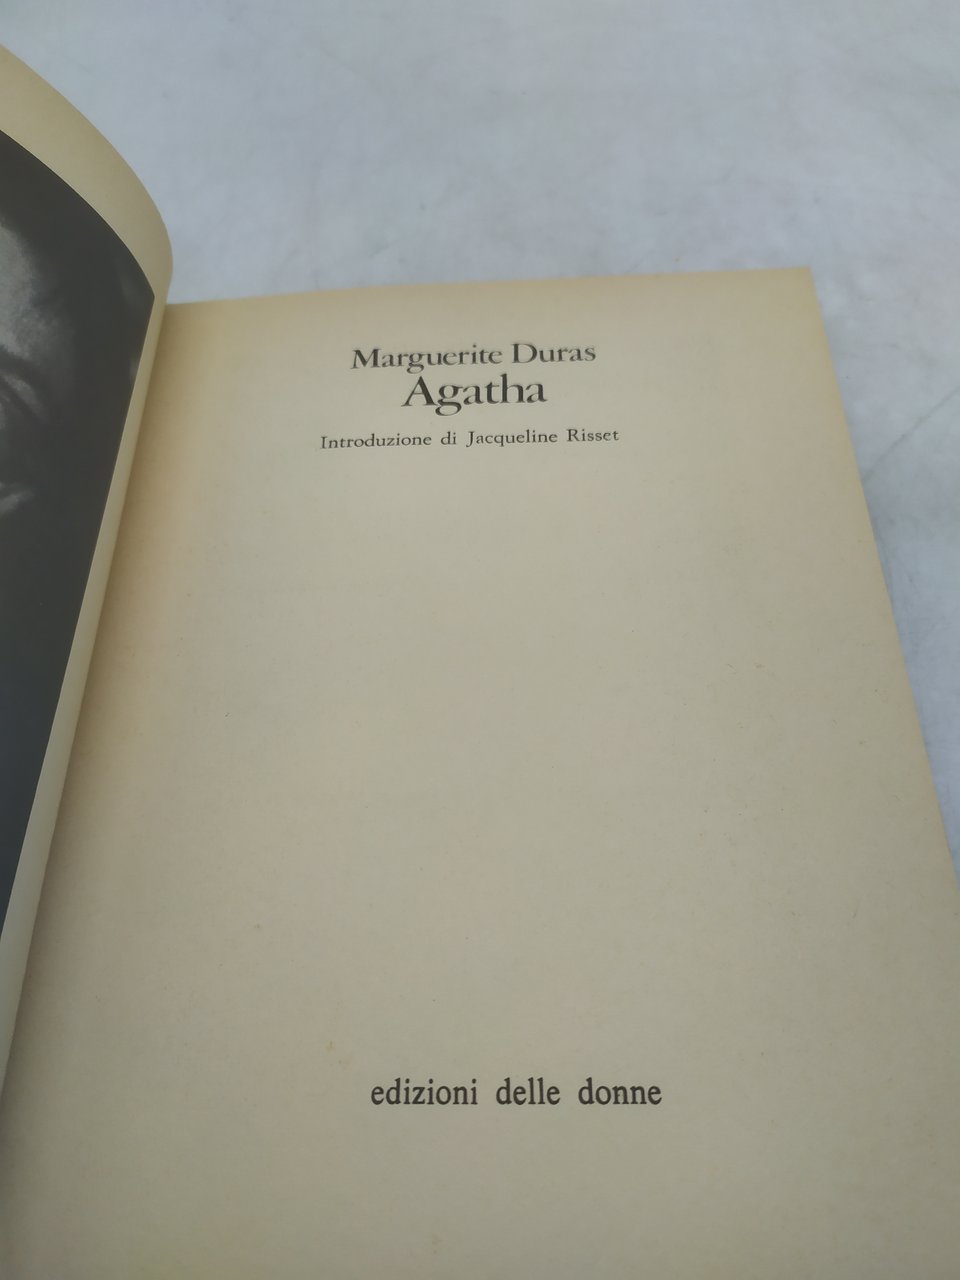 Marguerite Duras
Agatha
Introduzione di Jacqueline Risset
edizioni delle donne